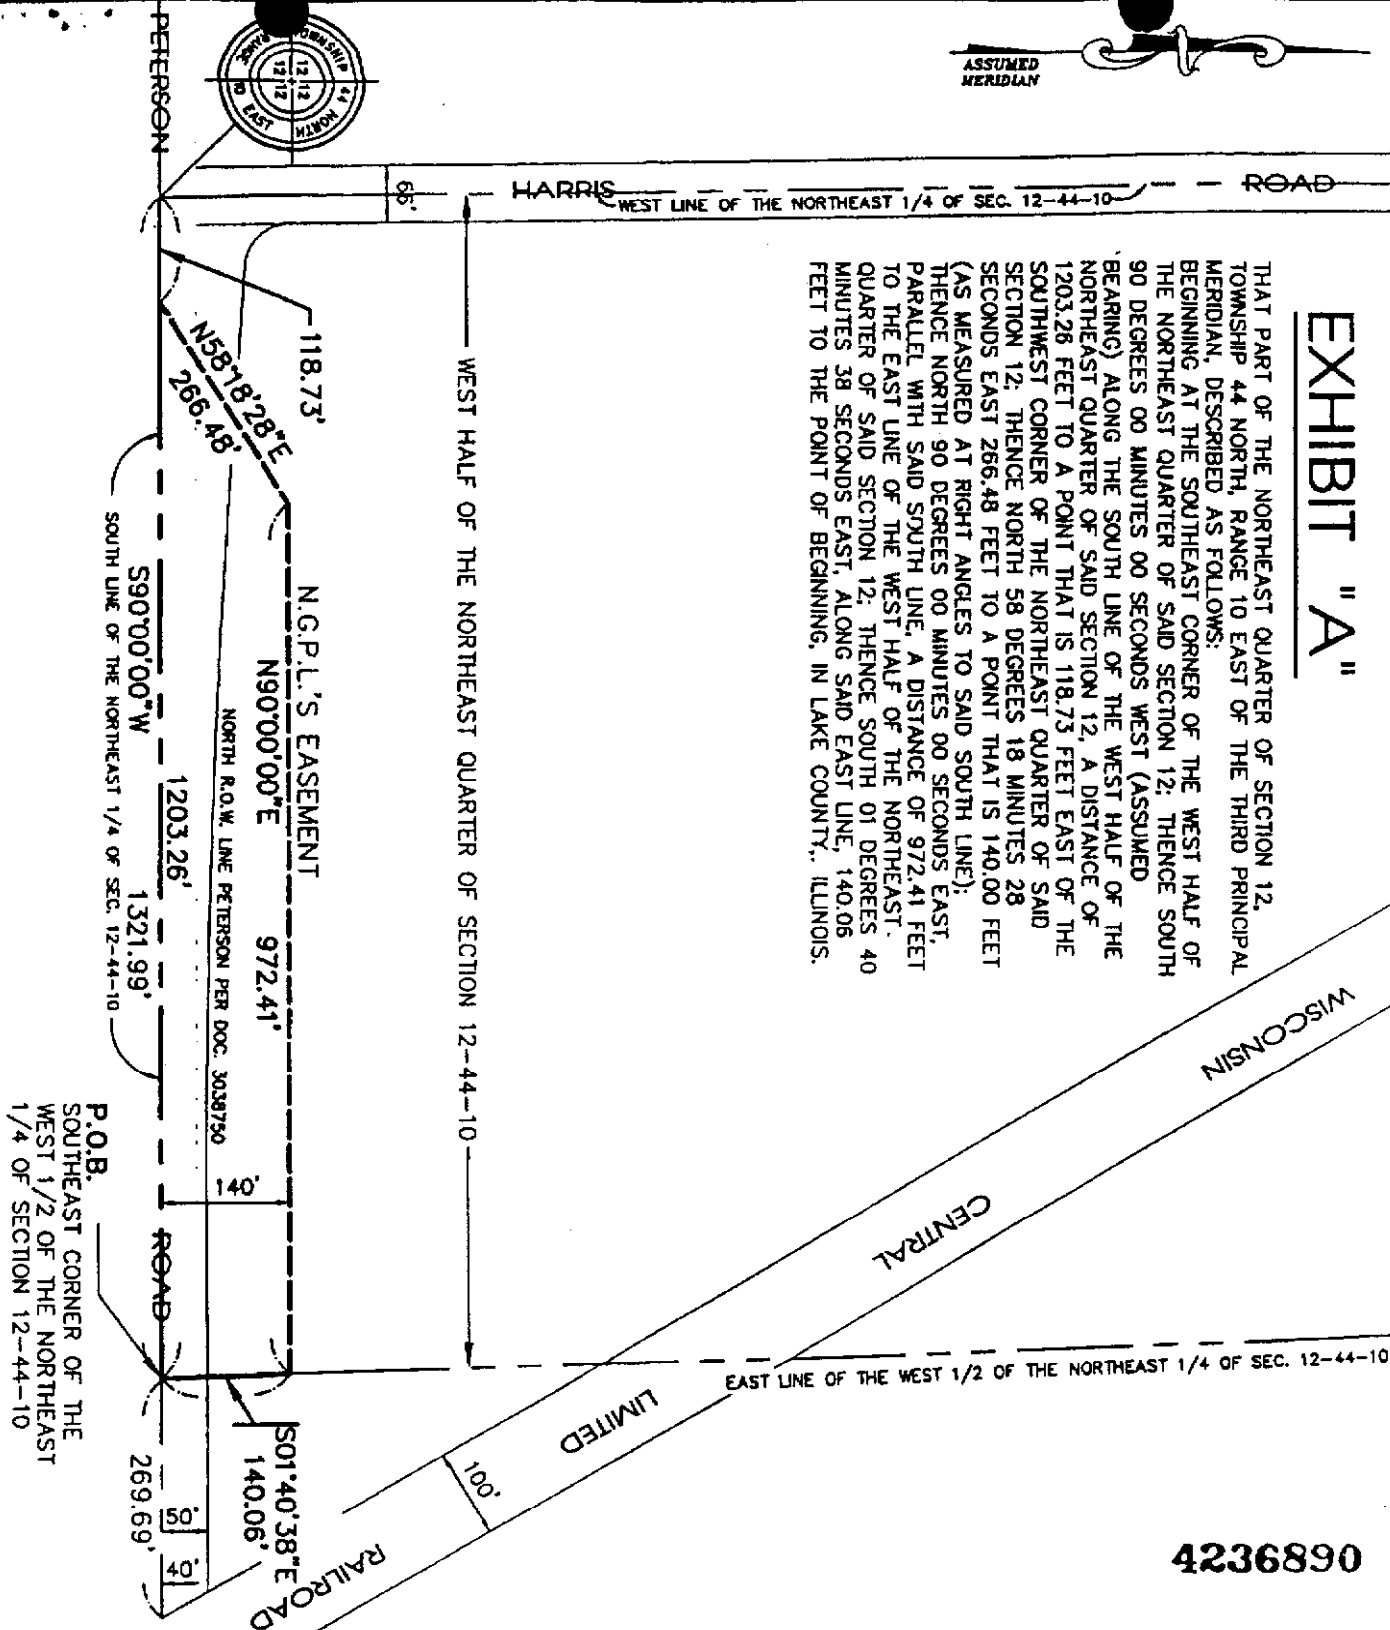 EXHIBIT "A"
THAT PART OF THE NORTHEAST QUARTER OF SECTION 12,
TOWNSHIP 44 NORTH, RANGE 10 EAST OF THE THIRD PRINCIPAL
MERIDIAN, DESCRIBED AS FOLLOWS:
BEGINNING AT THE SOUTHEAST CORNER OF THE WEST HALF OF
THE NORTHEAST QUARTER OF SAID SECTION 12; THENCE SOUTH
90 DEGREES 00 MINUTES 00 SECONDS WEST (ASSUMED
BEARING) ALONG THE SOUTH LINE OF THE WEST HALF OF THE
NORTHEAST QUARTER OF SAID SECTION 12, A DISTANCE OF
1203.26 FEET TO A POINT THAT IS 118.73 FEET EAST OF THE
SOUTHWEST CORNER OF THE NORTHEAST QUARTER OF SAID
SECTION 12; THENCE NORTH 58 DEGREES 18 MINUTES 28
SECONDS EAST 266.48 FEET TO A POINT THAT IS 140.00 FEET
(AS MEASURED AT RIGHT ANGLES TO SAID SOUTH LINE);
THENCE NORTH 90 DEGREES 00 MINUTES 00 SECONDS EAST,
PARALLEL WITH SAID SOUTH LINE, A DISTANCE OF 972.41 FEET
TO THE EAST LINE OF THE WEST HALF OF THE NORTHEAST
QUARTER OF SAID SECTION 12; THENCE SOUTH 01 DEGREES 40
MINUTES 38 SECONDS EAST, ALONG SAID EAST LINE, 140.06
FEET TO THE POINT OF BEGINNING, IN LAKE COUNTY,. ILLINOIS.
ASSUMED
MERIDIAN
HARRIS ROAD
WEST LINE OF THE NORTHEAST 1/4 OF SEC. 12-44-10
66'
TOWNSHIP 44 NORTH
RANGE 10 EAST
12 12
12 12
WEST HALF OF THE NORTHEAST QUARTER OF SECTION 12-44-10
WISCONSIN
CENTRAL
LIMITED
RAILROAD
100'
EAST LINE OF THE WEST 1/2 OF THE NORTHEAST 1/4 OF SEC. 12-44-10
118.73'
N58°18'28"E
266.48'
N.G.P.L.'S EASEMENT
N90°00'00"E 972.41'
NORTH R.O.W. LINE PETERSON PER DOC. 3038750
140'
S01°40'38"E
140.06'
PETERSON ROAD
1203.26'
S90°00'00"W 1321.99'
SOUTH LINE OF THE NORTHEAST 1/4 OF SEC. 12-44-10
50'
40'
269.69'
P.O.B.
SOUTHEAST CORNER OF THE
WEST 1/2 OF THE NORTHEAST
1/4 OF SECTION 12-44-10
4236890